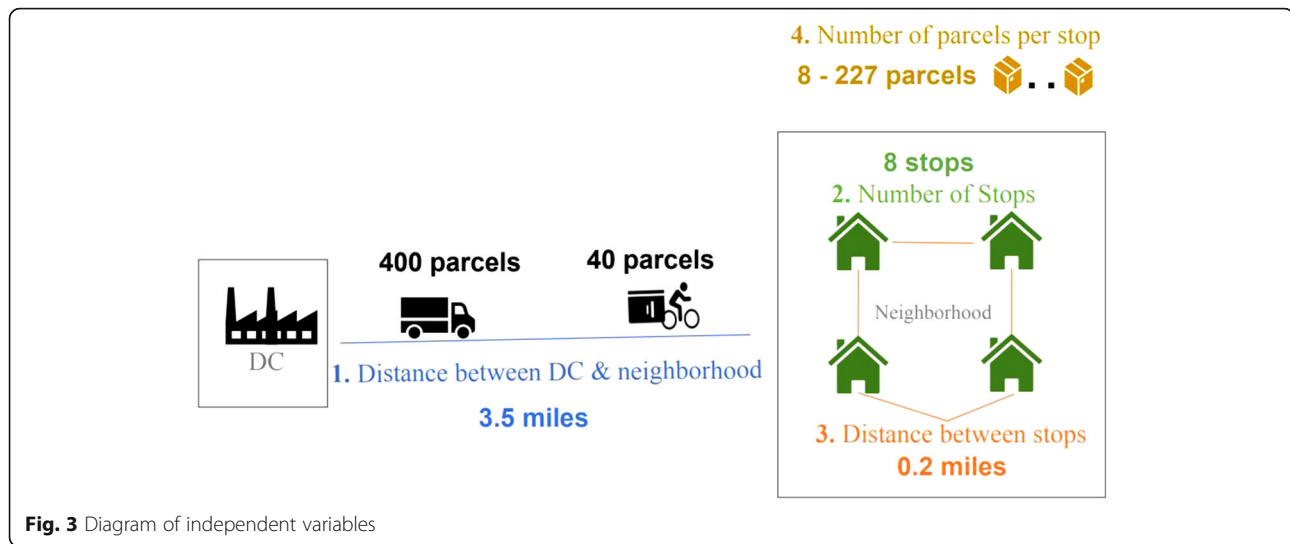 4. Number of parcels per stop
8 - 227 parcels
8 stops
2. Number of Stops
400 parcels
40 parcels
Neighborhood
DC
1. Distance between DC & neighborhood
3.5 miles
3. Distance between stops
0.2 miles
Fig. 3 Diagram of independent variables